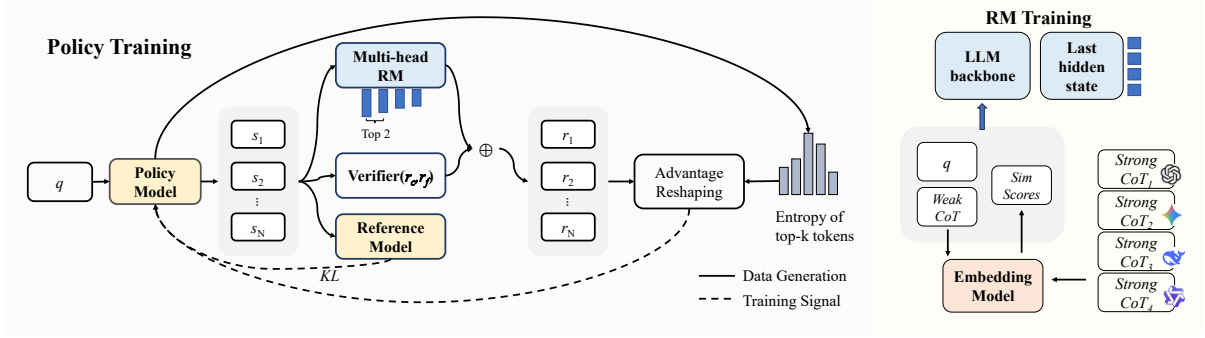 Policy Training
q
Policy
Model
s1
s2
⋮
sN
Multi-head
RM
Top 2
Verifier(rc,rf)
Reference
Model
KL
⊕
r1
r2
⋮
rN
Advantage
Reshaping
Entropy of
top-k tokens
Data Generation
Training Signal
RM Training
LLM
backbone
Last
hidden
state
q
Weak
CoT
Sim
Scores
Embedding
Model
Strong
CoT1
Strong
CoT2
Strong
CoT3
Strong
CoT4